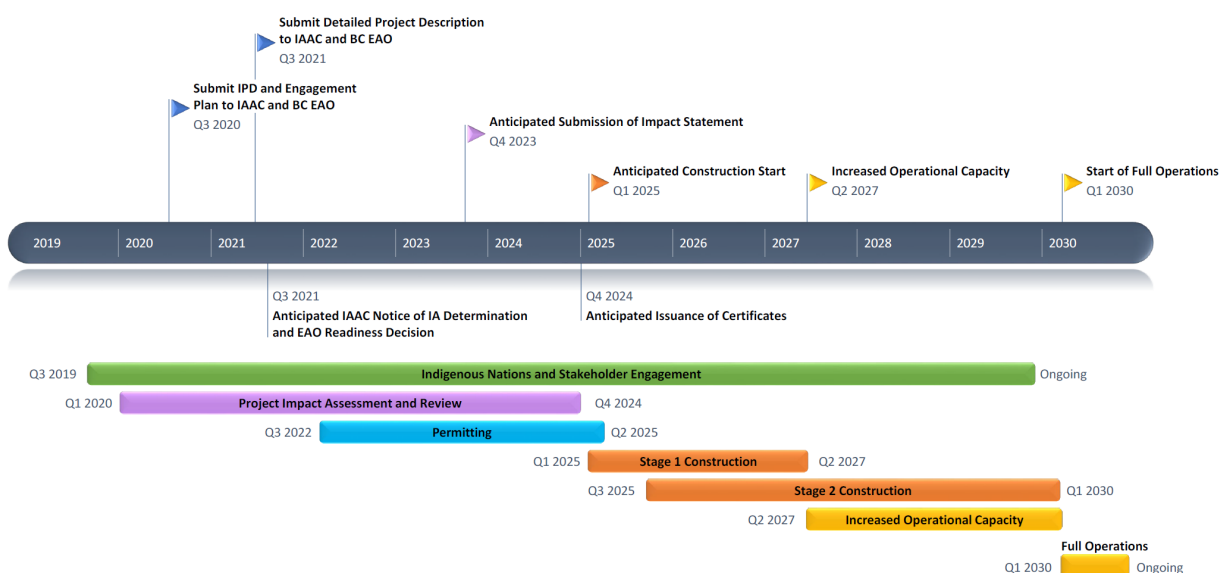 Submit Detailed Project Description
to IAAC and BC EAO
Q3 2021
Submit IPD and Engagement
Plan to IAAC and BC EAO
Q3 2020
Anticipated Submission of Impact Statement
Q4 2023
Anticipated Construction Start
Q1 2025
Increased Operational Capacity
Q2 2027
Start of Full Operations
Q1 2030
2019 2020 2021 2022 2023 2024 2025 2026 2027 2028 2029 2030
Q3 2021
Anticipated IAAC Notice of IA Determination
and EAO Readiness Decision
Q4 2024
Anticipated Issuance of Certificates
Q3 2019 Indigenous Nations and Stakeholder Engagement Ongoing
Q1 2020 Project Impact Assessment and Review Q4 2024
Q3 2022 Permitting Q2 2025
Q1 2025 Stage 1 Construction Q2 2027
Q3 2025 Stage 2 Construction Q1 2030
Q2 2027 Increased Operational Capacity
Full Operations
Q1 2030 Ongoing